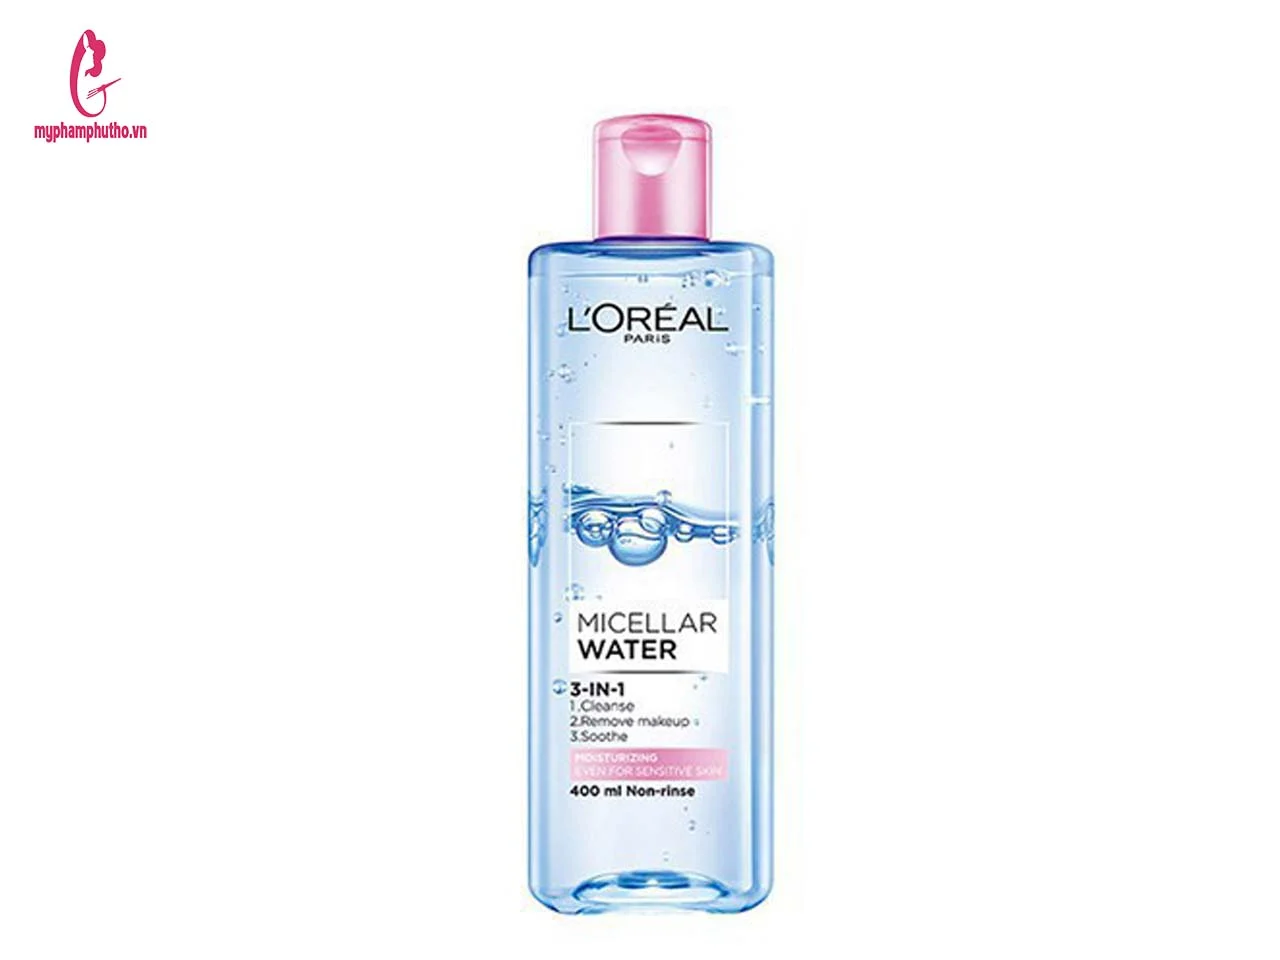 myphamphutho.vn
L'ORÉAL
PARiS
MICELLAR
WATER
3-IN-1
1.Cleanse
2.Remove makeup
3.Soothe
MOISTURIZING
EVEN FOR SENSITIVE SKIN
400 ml Non-rinse